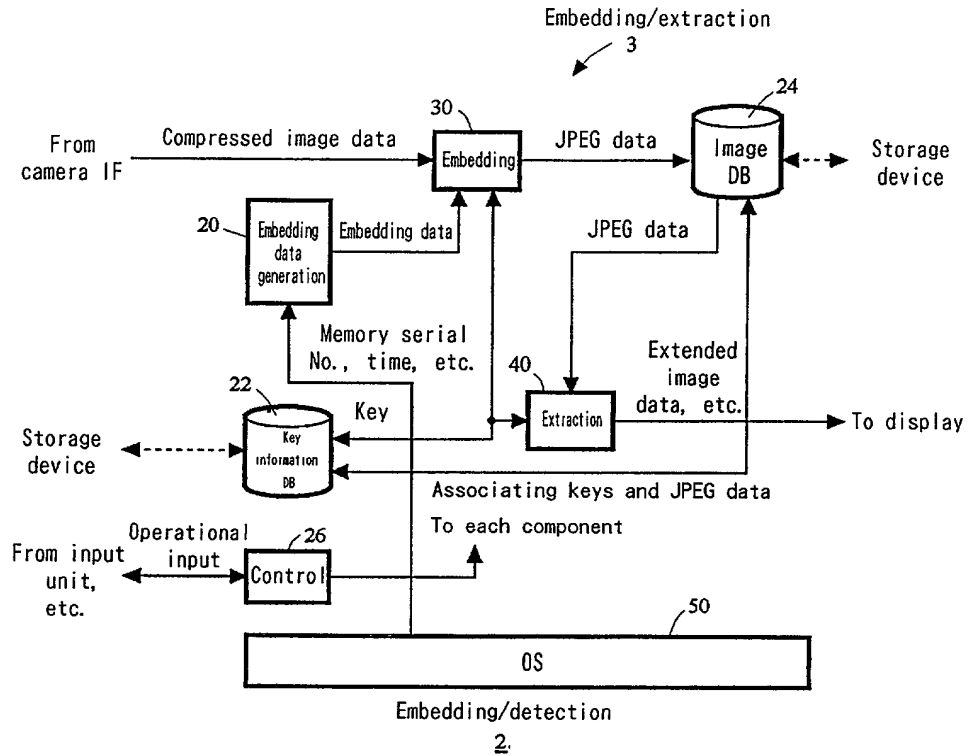 Embedding/extraction
3
24
30
From
camera IF
Compressed image data
Embedding
JPEG data
Image
DB
Storage
device
20
Embedding
data
generation
Embedding data
JPEG data
Memory serial
No., time, etc.
40
Extraction
Extended
image
data, etc.
To display
22
Key
Key
information
DB
Storage
device
Associating keys and JPEG data
To each component
Operational
input
26
From input
unit,
etc.
Control
50
OS
Embedding/detection
2.